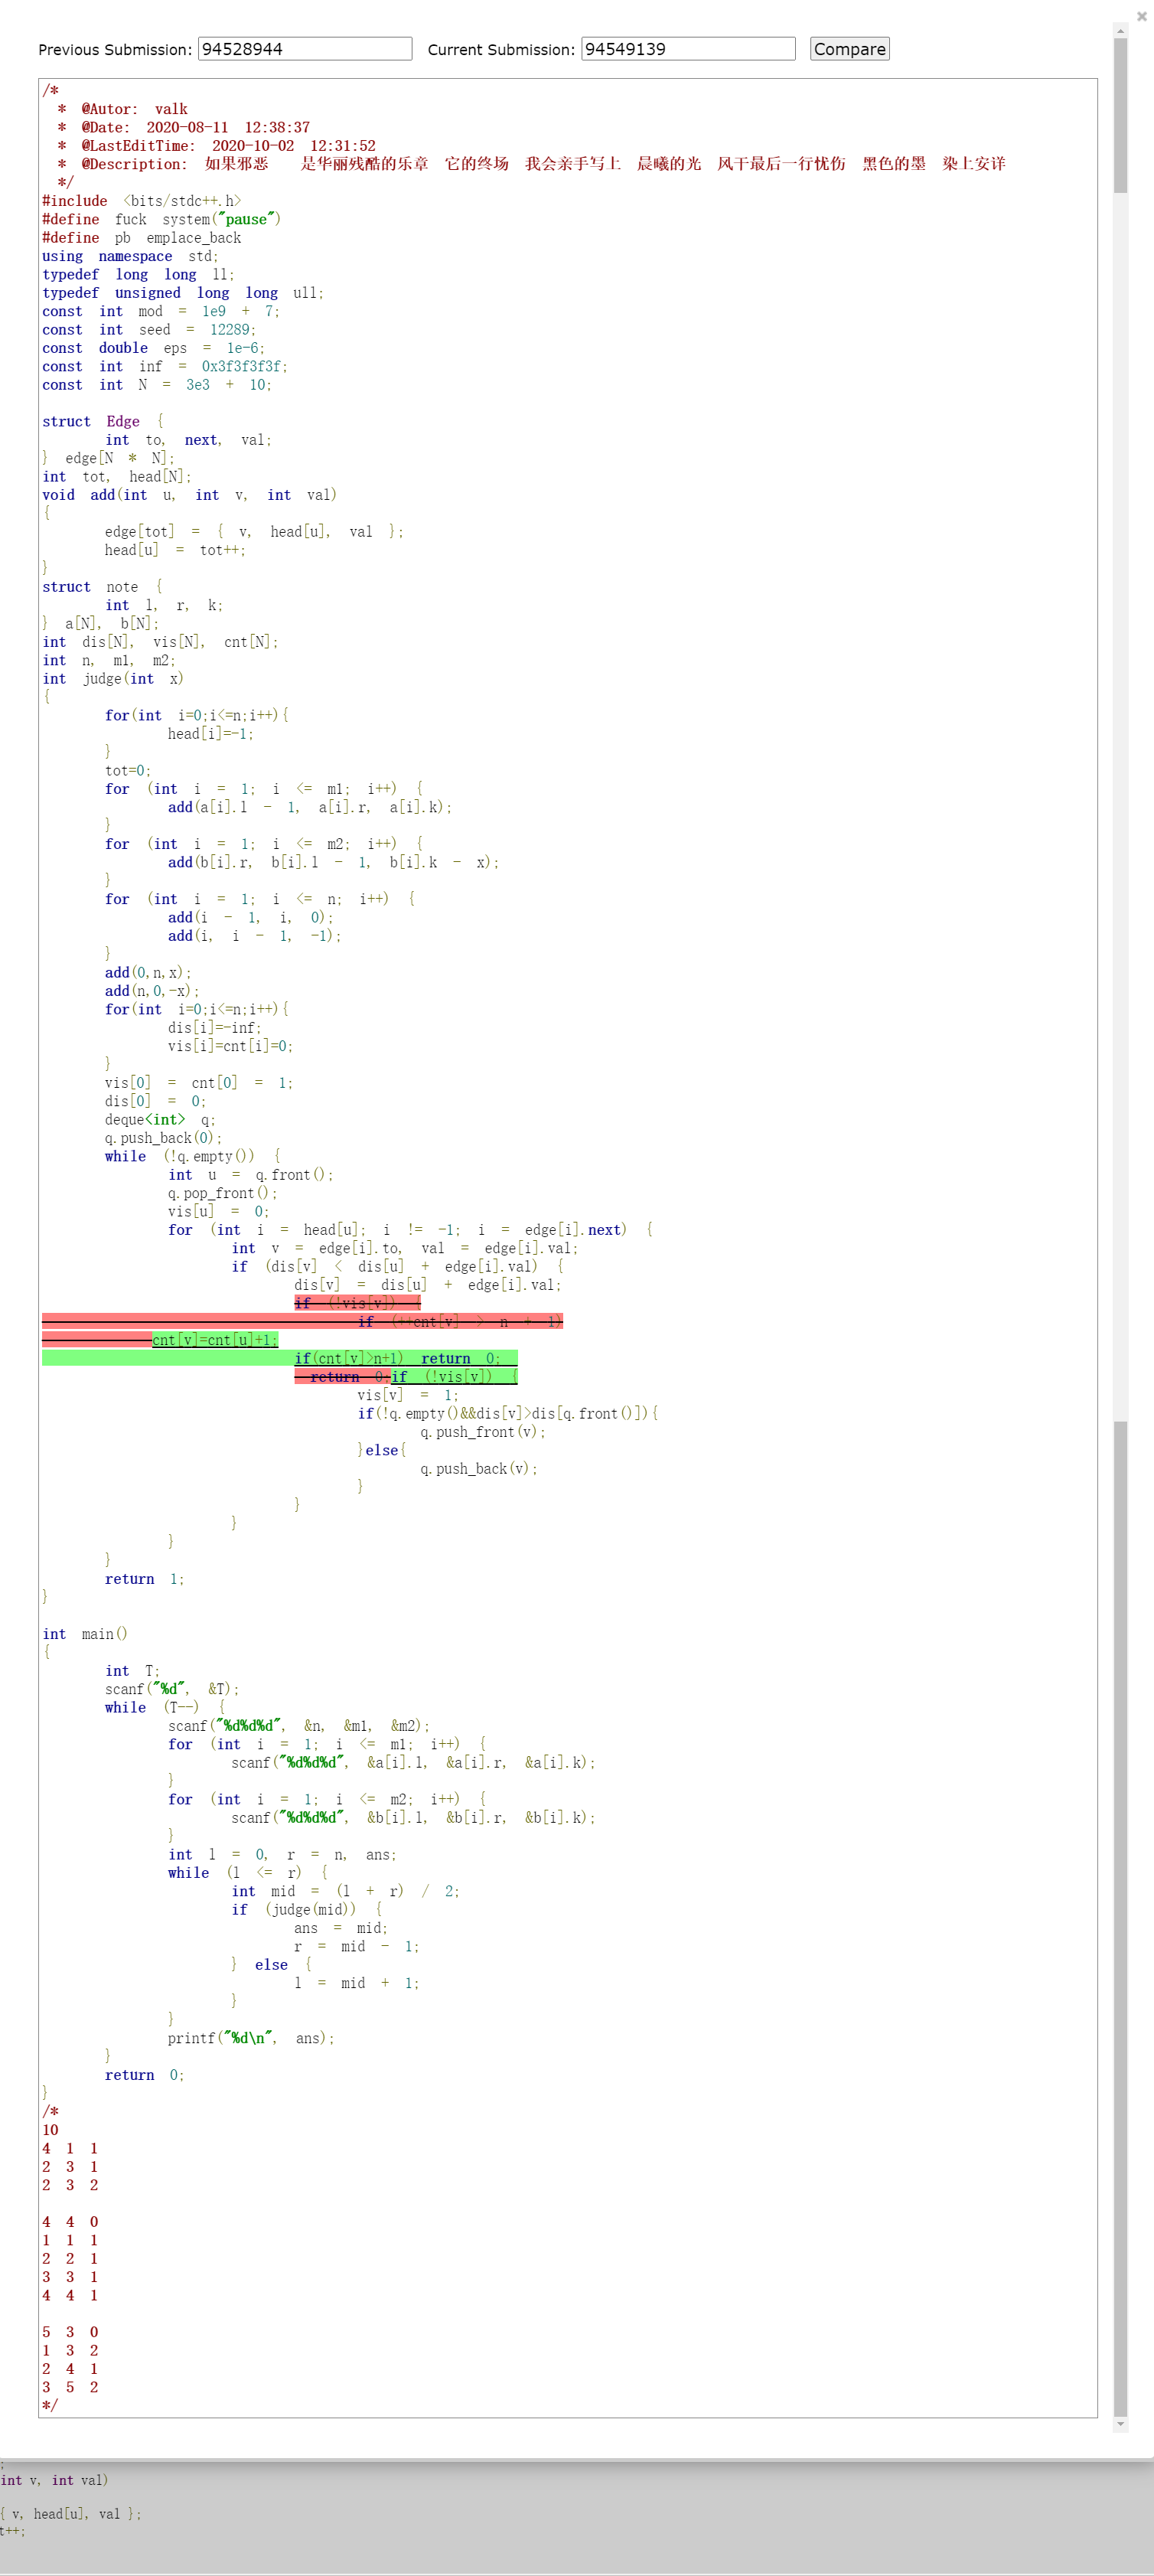 Previous Submission: 94528944 Current Submission: 94549139 Compare
/*
* @Autor: valk
* @Date: 2020-08-11 12:38:37
* @LastEditTime: 2020-10-02 12:31:52
* @Description: 如果邪恶 是华丽残酷的乐章 它的终场 我会亲手写上 晨曦的光 风干最后一行忧伤 黑色的墨 染上安详
*/
#include <bits/stdc++.h>
#define fuck system("pause")
#define pb emplace_back
using namespace std;
typedef long long ll;
typedef unsigned long long ull;
const int mod = 1e9 + 7;
const int seed = 12289;
const double eps = 1e-6;
const int inf = 0x3f3f3f3f;
const int N = 3e3 + 10;

struct Edge {
int to, next, val;
} edge[N * N];
int tot, head[N];
void add(int u, int v, int val)
{
edge[tot] = { v, head[u], val };
head[u] = tot++;
}
struct note {
int l, r, k;
} a[N], b[N];
int dis[N], vis[N], cnt[N];
int n, m1, m2;
int judge(int x)
{
for(int i=0;i<=n;i++){
head[i]=-1;
}
tot=0;
for (int i = 1; i <= m1; i++) {
add(a[i].l - 1, a[i].r, a[i].k);
}
for (int i = 1; i <= m2; i++) {
add(b[i].r, b[i].l - 1, b[i].k - x);
}
for (int i = 1; i <= n; i++) {
add(i - 1, i, 0);
add(i, i - 1, -1);
}
add(0,n,x);
add(n,0,-x);
for(int i=0;i<=n;i++){
dis[i]=-inf;
vis[i]=cnt[i]=0;
}
vis[0] = cnt[0] = 1;
dis[0] = 0;
deque<int> q;
q.push_back(0);
while (!q.empty()) {
int u = q.front();
q.pop_front();
vis[u] = 0;
for (int i = head[u]; i != -1; i = edge[i].next) {
int v = edge[i].to, val = edge[i].val;
if (dis[v] < dis[u] + edge[i].val) {
dis[v] = dis[u] + edge[i].val;
if (!vis[v]) {
if (++cnt[v] > n + 1)
cnt[v]=cnt[u]+1;
if(cnt[v]>n+1) return 0;
return 0;if (!vis[v]) {
vis[v] = 1;
if(!q.empty()&&dis[v]>dis[q.front()]){
q.push_front(v);
}else{
q.push_back(v);
}
}
}
}
}
return 1;
}

int main()
{
int T;
scanf("%d", &T);
while (T--) {
scanf("%d%d%d", &n, &m1, &m2);
for (int i = 1; i <= m1; i++) {
scanf("%d%d%d", &a[i].l, &a[i].r, &a[i].k);
}
for (int i = 1; i <= m2; i++) {
scanf("%d%d%d", &b[i].l, &b[i].r, &b[i].k);
}
int l = 0, r = n, ans;
while (l <= r) {
int mid = (l + r) / 2;
if (judge(mid)) {
ans = mid;
r = mid - 1;
} else {
l = mid + 1;
}
}
printf("%d\n", ans);
}
return 0;
}
/*
10
4 1 1
2 3 1
2 3 2

4 4 0
1 1 1
2 2 1
3 3 1
4 4 1

5 3 0
1 3 2
2 4 1
3 5 2
*/
;
int v, int val)
{ v, head[u], val };
t++;